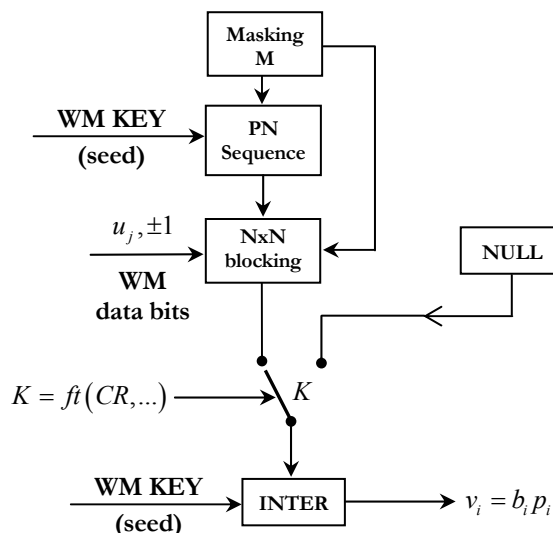 Masking
M
WM KEY
(seed)
PN
Sequence
u_j, ±1
WM
data bits
NxN
blocking
NULL
K = ft(CR,...)
K
WM KEY
(seed)
INTER
v_i = b_i p_i